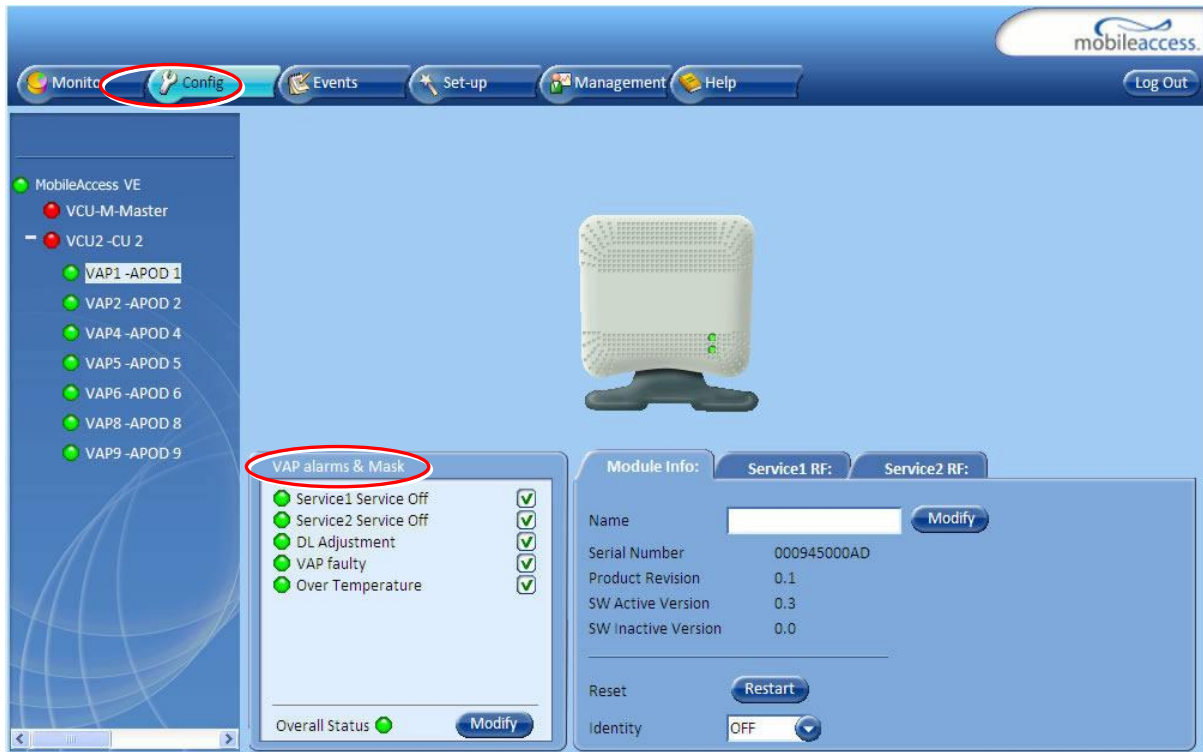 mobileaccess.
Monito
Config
Events
Set-up
Management
Help
Log Out
MobileAccess VE
VCU-M-Master
VCU2 -CU 2
VAP1 -APOD 1
VAP2 -APOD 2
VAP4 -APOD 4
VAP5 -APOD 5
VAP6 -APOD 6
VAP8 -APOD 8
VAP9 -APOD 9
VAP alarms & Mask
Service1 Service Off
Service2 Service Off
DL Adjustment
VAP faulty
Over Temperature
Overall Status
Modify
Module Info: Service1 RF: Service2 RF:
Name Modify
Serial Number 000945000AD
Product Revision 0.1
SW Active Version 0.3
SW Inactive Version 0.0
Reset Restart
Identity OFF